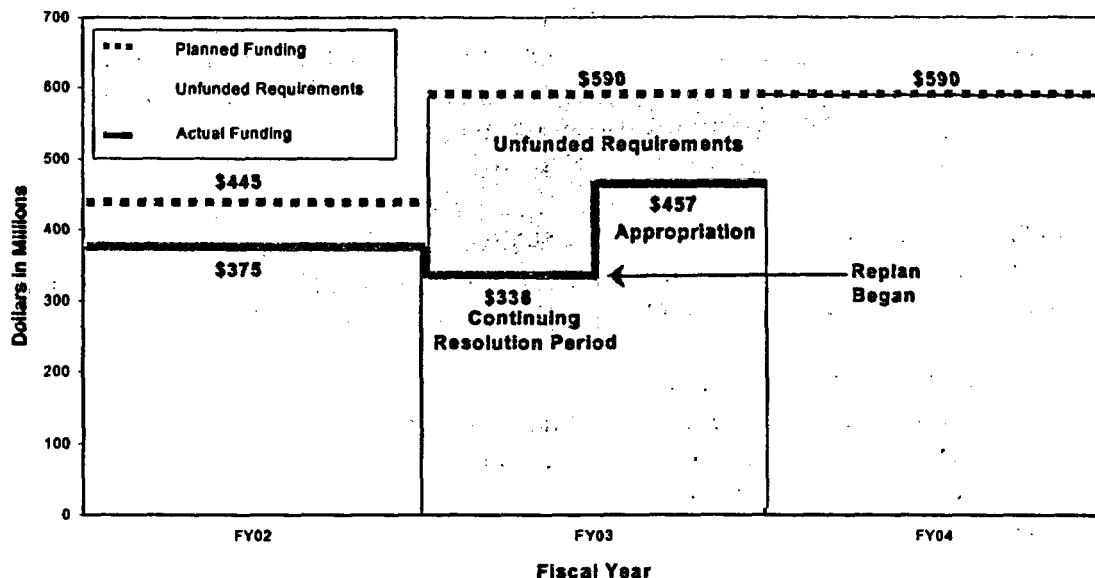 700
600
500
400
300
200
100
0
Dollars in Millions
Planned Funding
Unfunded Requirements
Actual Funding
$445
$375
$590
$590
Unfunded Requirements
$457
Appropriation
$338
Continuing
Resolution Period
Replan
Began
FY02
FY03
FY04
Fiscal Year